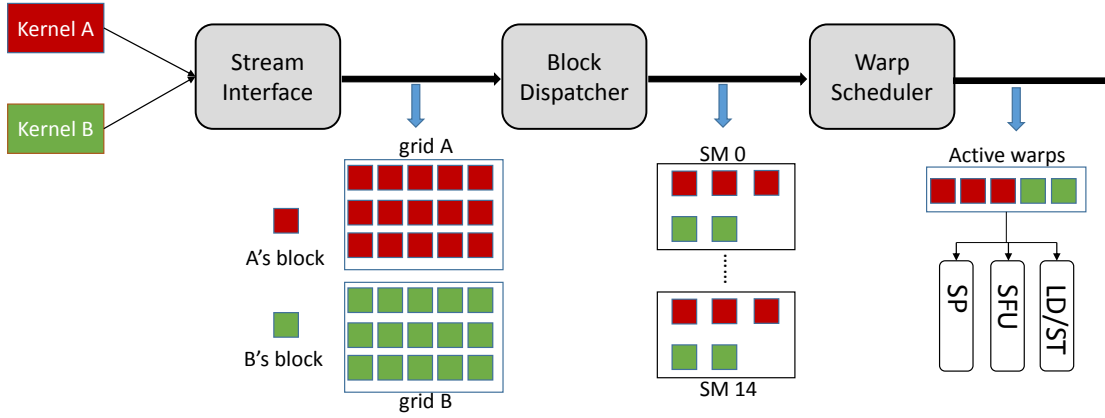 Kernel A
Kernel B
Stream
Interface
Block
Dispatcher
Warp
Scheduler
grid A
A's block
B's block
grid B
SM 0
SM 14
Active warps
SP
SFU
LD/ST